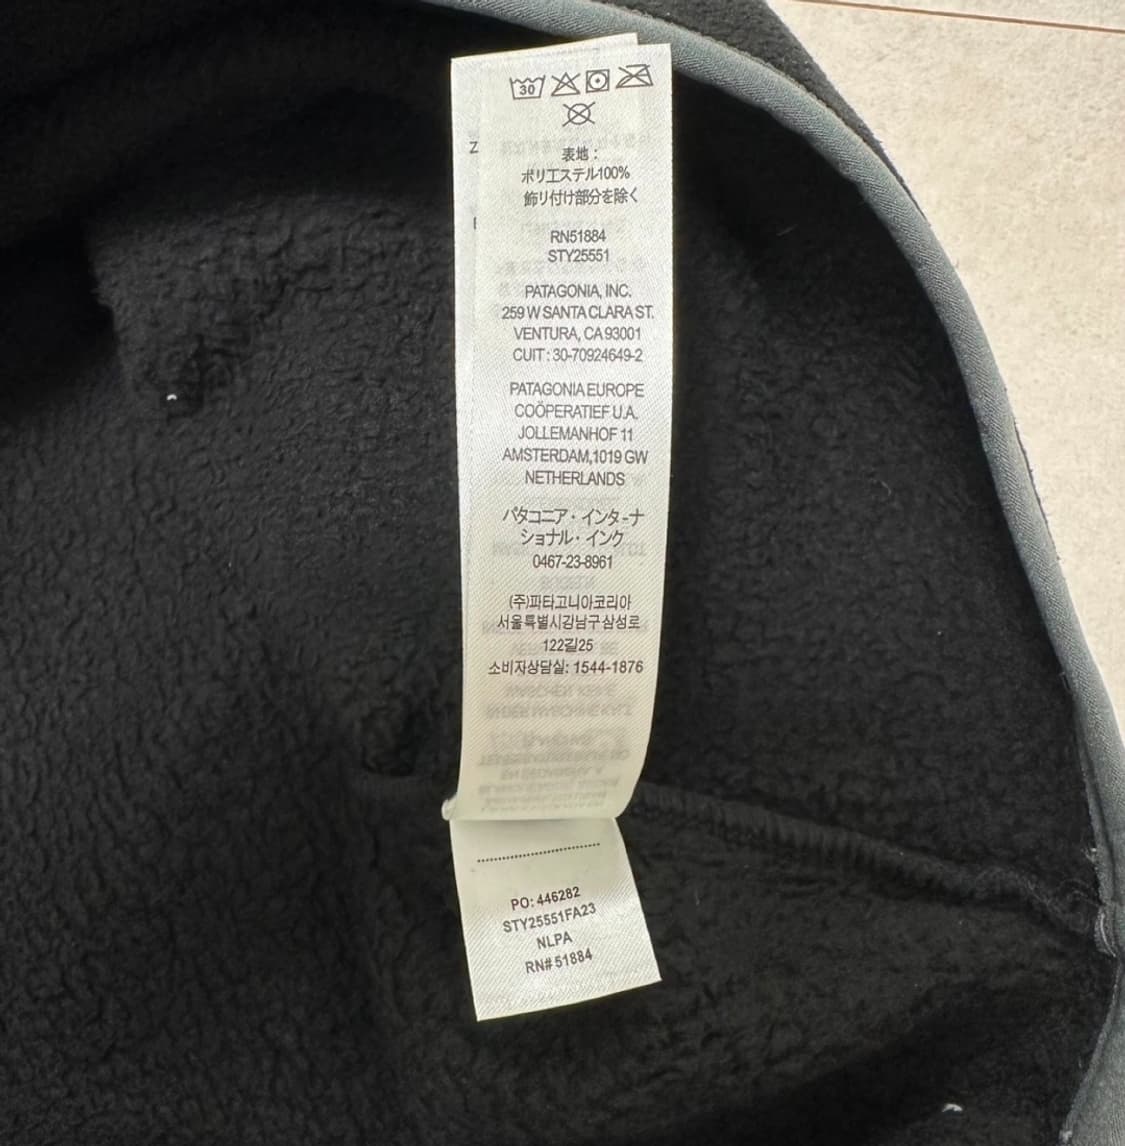 30
表地：
ポリエステル100%
飾り付け部分を除く
RN51884
STY25551
PATAGONIA, INC.
259 W SANTA CLARA ST.
VENTURA, CA 93001
CUIT : 30-70924649-2
PATAGONIA EUROPE
COÖPERATIEF U.A.
JOLLEMANHOF 11
AMSTERDAM,1019 GW
NETHERLANDS
パタゴニア・インターナ
ショナル・インク
0467-23-8961
(주)파타고니아코리아
서울특별시강남구삼성로
122길25
소비자상담실: 1544-1876
PO: 446282
STY25551FA23
NLPA
RN# 51884